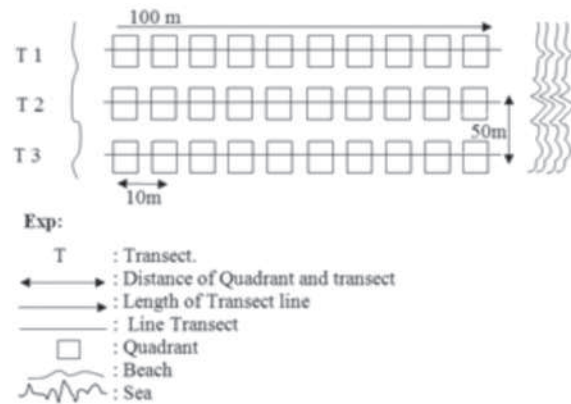 100 m
T 1
T 2
50m
T 3
10m
Exp:
T : Transect.
: Distance of Quadrant and transect
: Length of Transect line
: Line Transect
: Quadrant
: Beach
: Sea